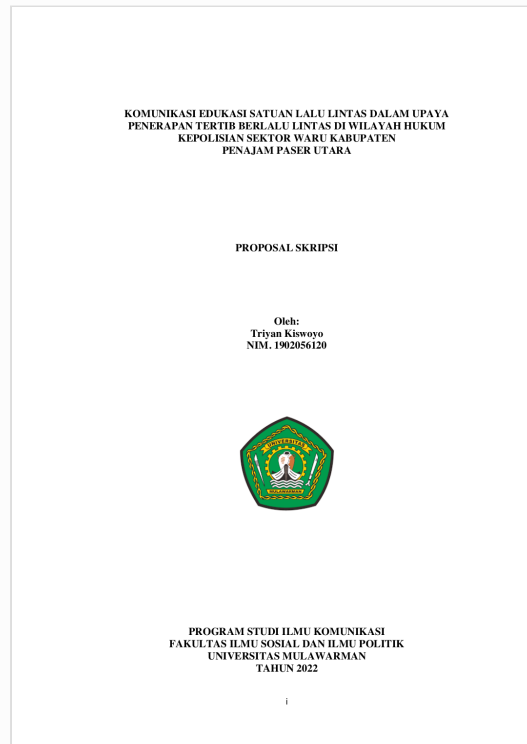 KOMUNIKASI EDUKASI SATUAN LALU LINTAS DALAM UPAYA
PENERAPAN TERTIB BERLALU LINTAS DI WILAYAH HUKUM
KEPOLISIAN SEKTOR WARU KABUPATEN
PENAJAM PASER UTARA
PROPOSAL SKRIPSI
Oleh:
Triyan Kiswoyo
NIM. 1902056120
UNIVERSITAS
MULAWARMAN
PROGRAM STUDI ILMU KOMUNIKASI
FAKULTAS ILMU SOSIAL DAN ILMU POLITIK
UNIVERSITAS MULAWARMAN
TAHUN 2022
i